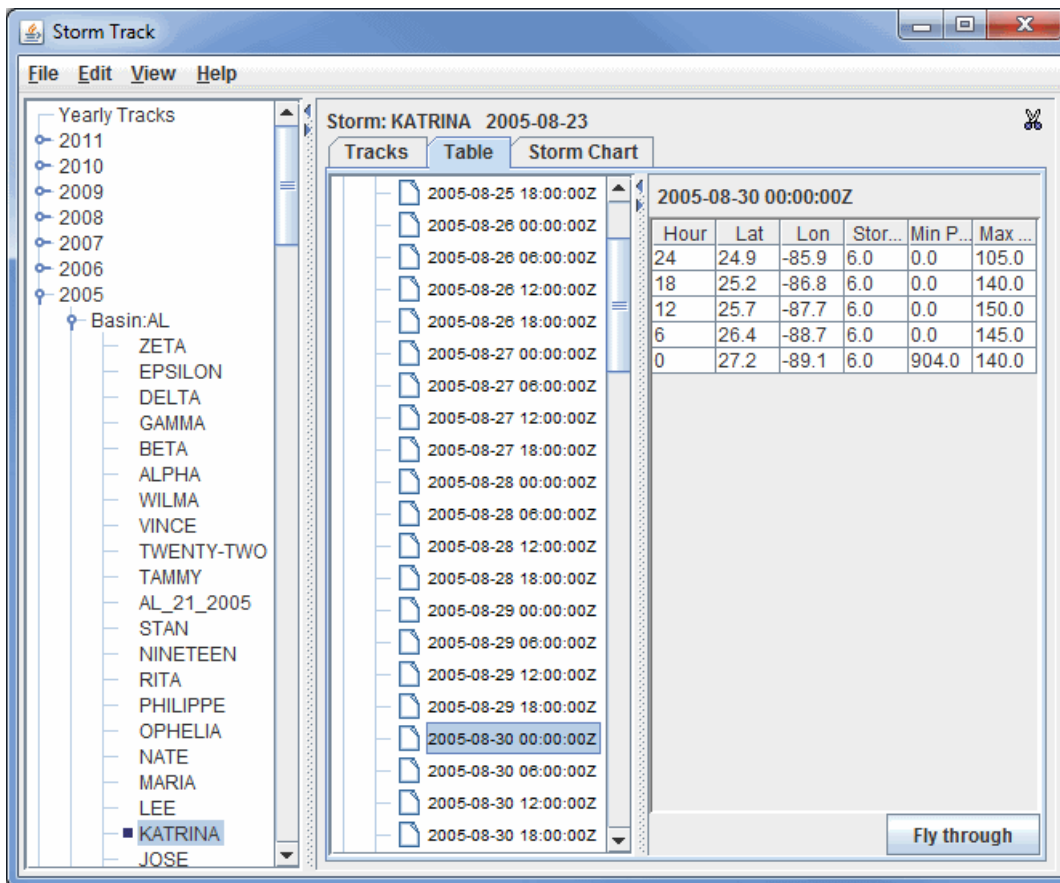 Storm Track
File Edit View Help
Yearly Tracks
2011
2010
2009
2008
2007
2006
2005
Basin:AL
ZETA
EPSILON
DELTA
GAMMA
BETA
ALPHA
WILMA
VINCE
TWENTY-TWO
TAMMY
AL_21_2005
STAN
NINETEEN
RITA
PHILIPPE
OPHELIA
NATE
MARIA
LEE
KATRINA
JOSE
Storm: KATRINA 2005-08-23
Tracks Table Storm Chart
2005-08-25 18:00:00Z
2005-08-26 00:00:00Z
2005-08-26 06:00:00Z
2005-08-26 12:00:00Z
2005-08-26 18:00:00Z
2005-08-27 00:00:00Z
2005-08-27 06:00:00Z
2005-08-27 12:00:00Z
2005-08-27 18:00:00Z
2005-08-28 00:00:00Z
2005-08-28 06:00:00Z
2005-08-28 12:00:00Z
2005-08-28 18:00:00Z
2005-08-29 00:00:00Z
2005-08-29 06:00:00Z
2005-08-29 12:00:00Z
2005-08-29 18:00:00Z
2005-08-30 00:00:00Z
2005-08-30 06:00:00Z
2005-08-30 12:00:00Z
2005-08-30 18:00:00Z
2005-08-30 00:00:00Z
Hour Lat Lon Stor... Min P... Max ...
24 24.9 -85.9 6.0 0.0 105.0
18 25.2 -86.8 6.0 0.0 140.0
12 25.7 -87.7 6.0 0.0 150.0
6 26.4 -88.7 6.0 0.0 145.0
0 27.2 -89.1 6.0 904.0 140.0
Fly through